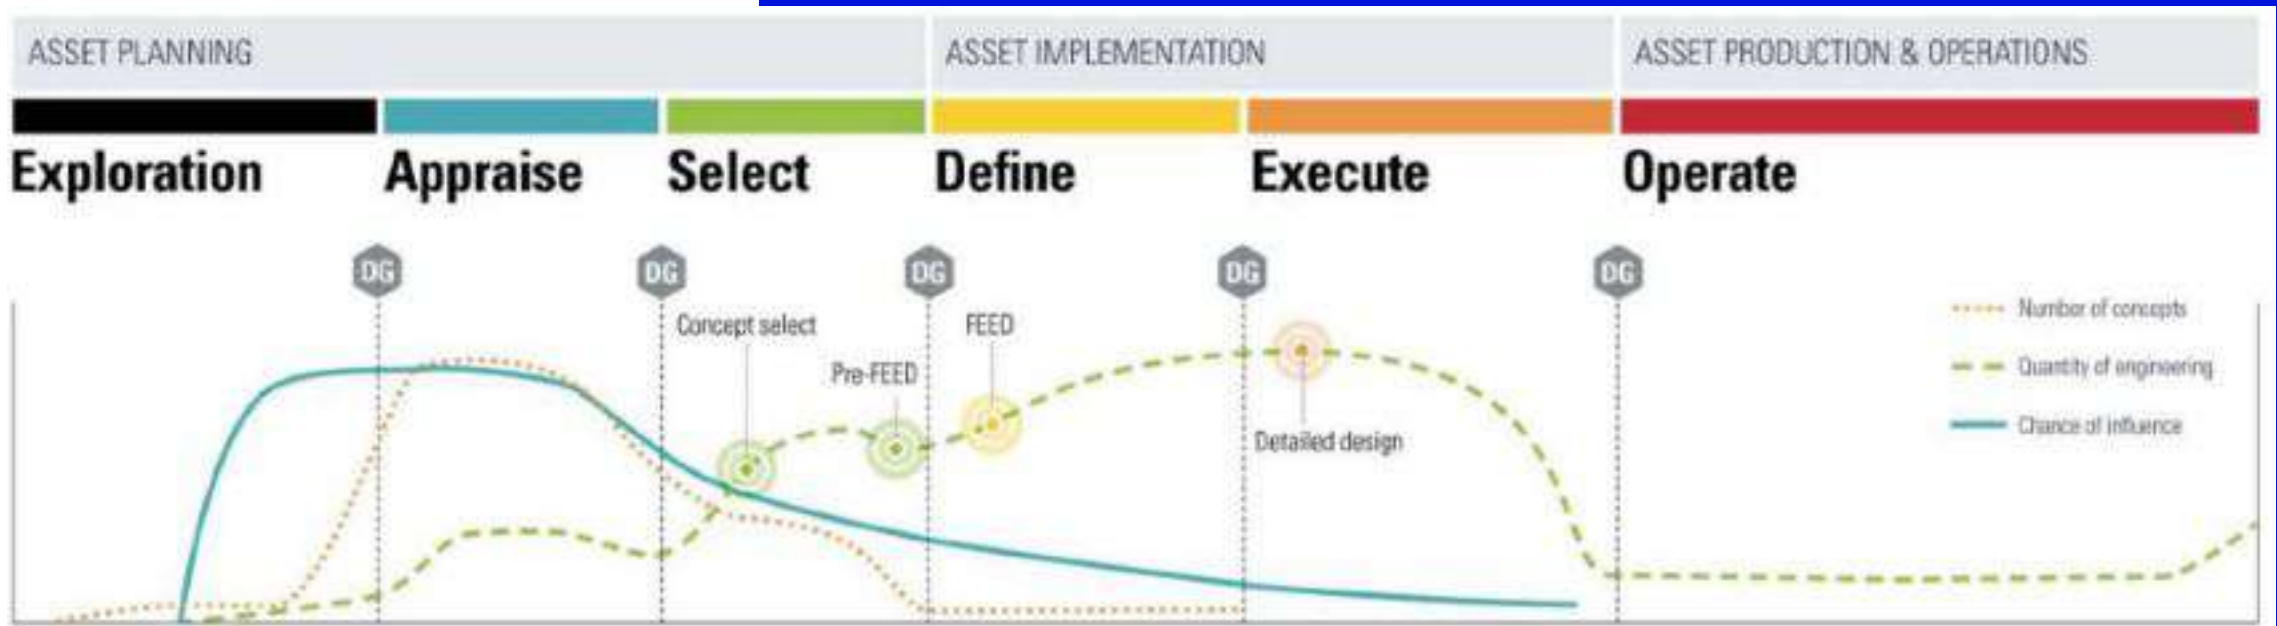 ASSET PLANNING
ASSET IMPLEMENTATION
ASSET PRODUCTION & OPERATIONS
Exploration
Appraise
Select
Define
Execute
Operate
DG
DG
DG
DG
DG
Concept select
Pre-FEED
FEED
Detailed design
Number of concepts
Quantity of engineering
Chance of influence